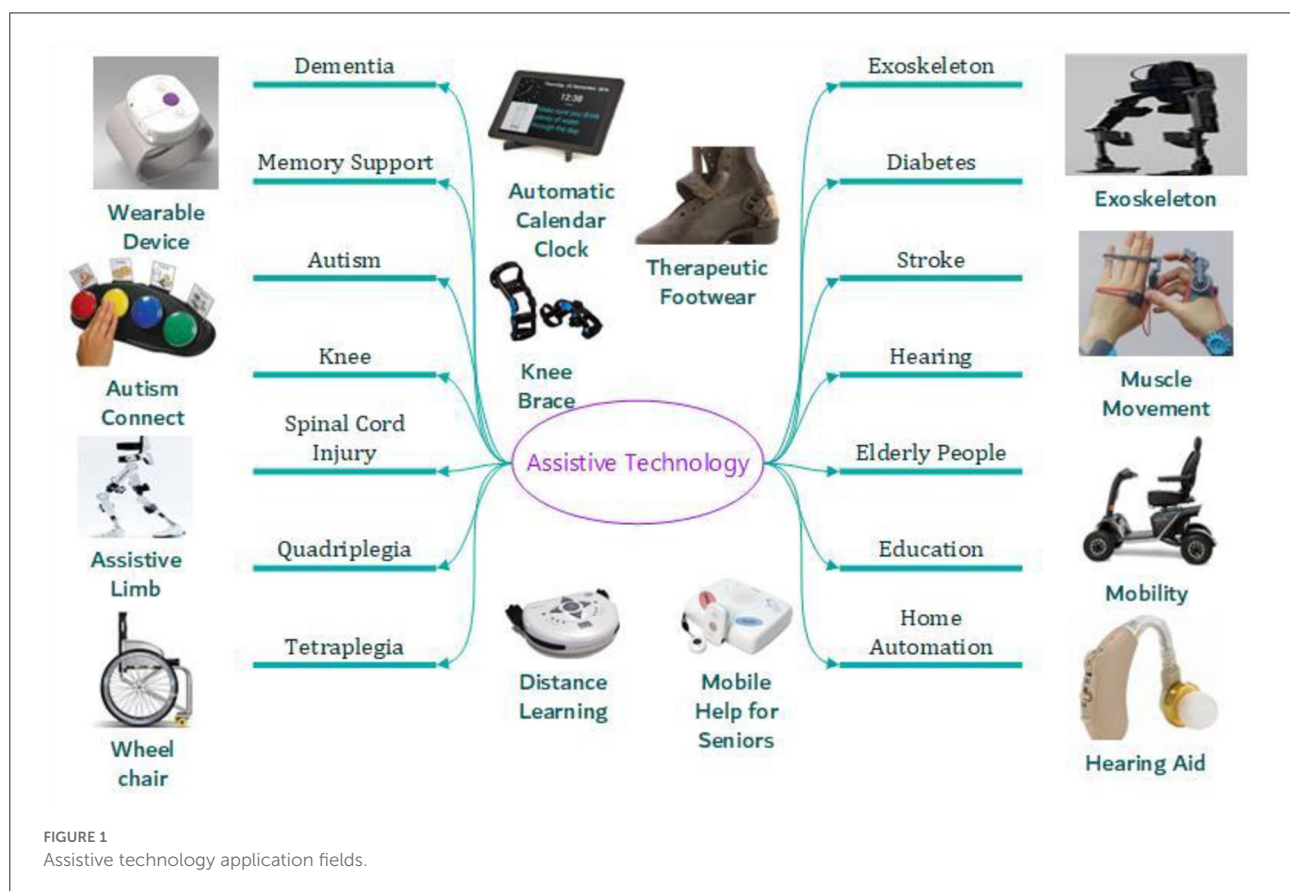 Dementia
Memory Support
Autism
Knee
Spinal Cord
Injury
Quadriplegia
Tetraplegia
Wearable
Device
Autism
Connect
Assistive
Limb
Wheel
chair
12:38
Automatic
Calendar
Clock
Therapeutic
Footwear
Knee
Brace
Assistive Technology
Distance
Learning
Mobile
Help for
Seniors
Exoskeleton
Diabetes
Stroke
Hearing
Elderly People
Education
Home
Automation
Exoskeleton
Muscle
Movement
Mobility
Hearing Aid
FIGURE 1
Assistive technology application fields.